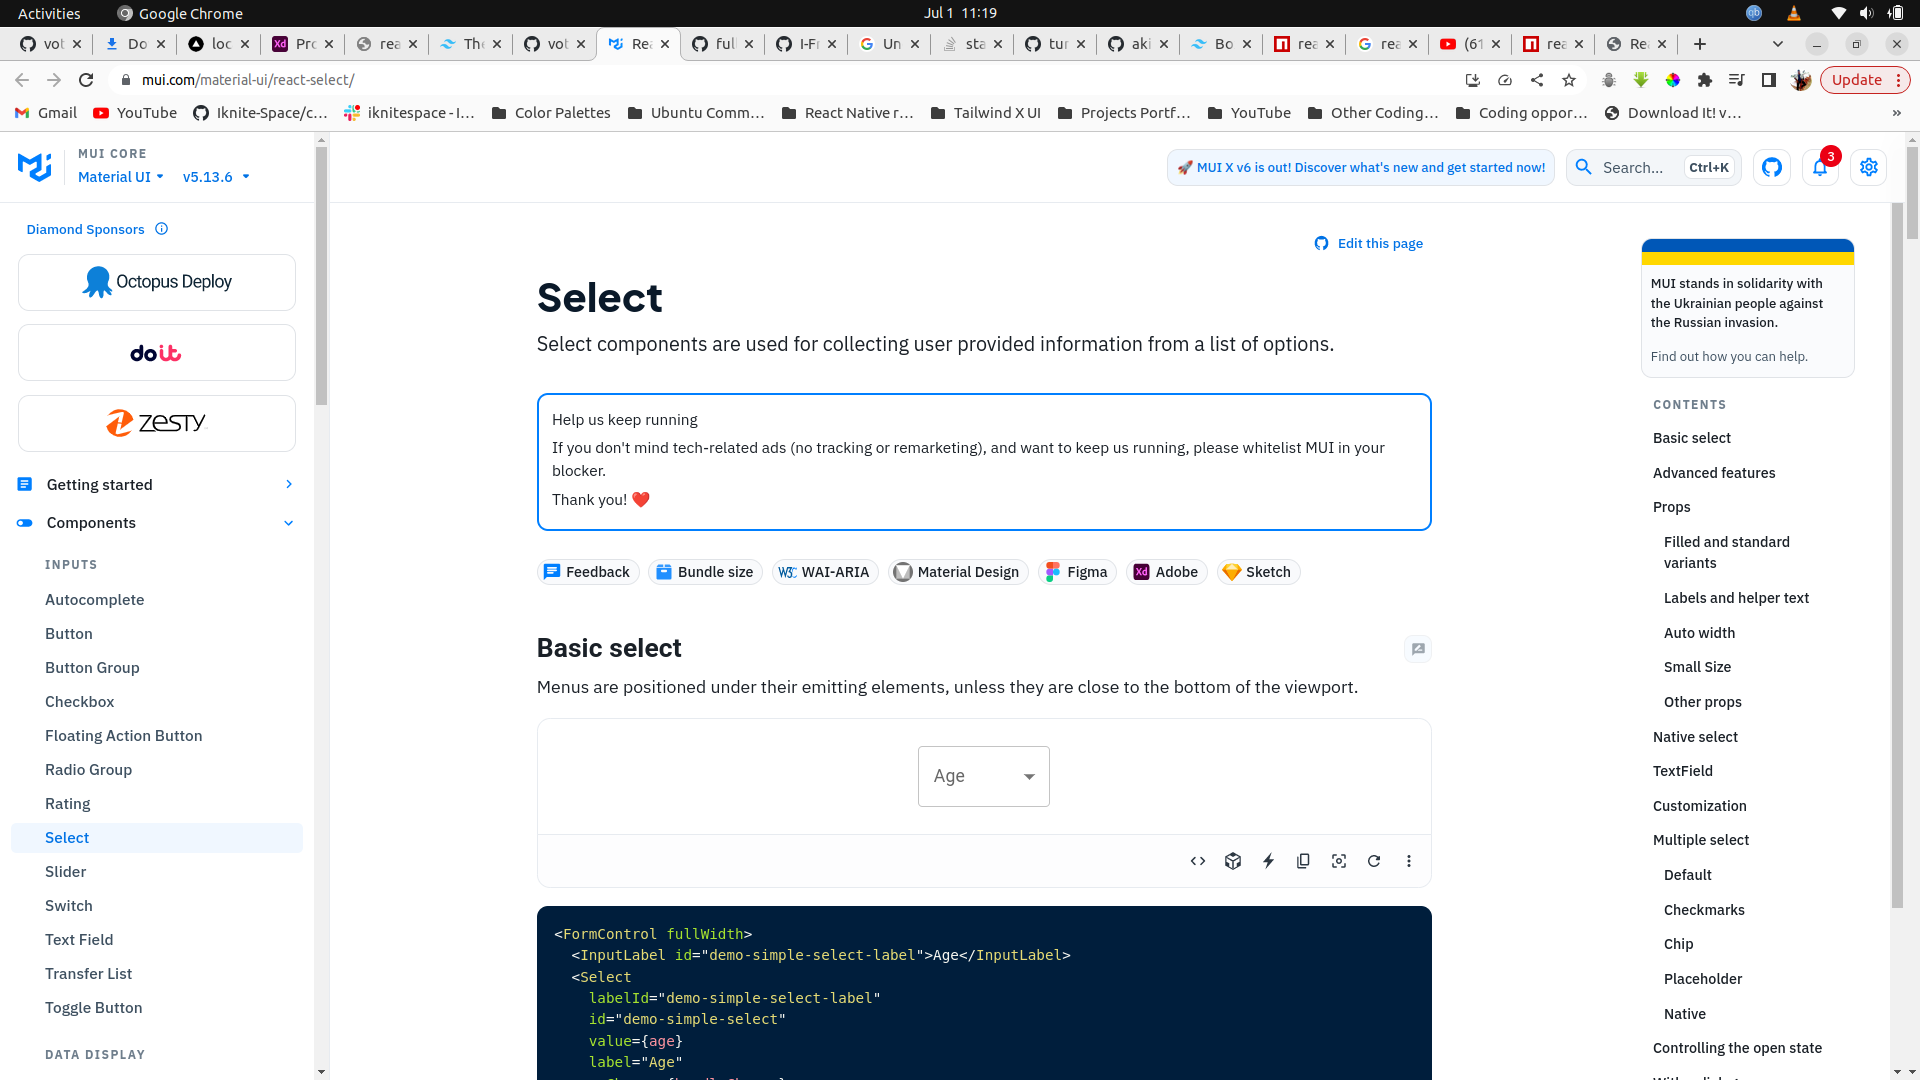 Activities
Google Chrome
Jul 1 11:19
vot
Do
loc
Pro
rea
The
vot
Rea
full
I-Fr
Un
sta
tur
aki
Bo
rea
rea
(61
rea
Rea
mui.com/material-ui/react-select/
Update
Gmail
YouTube
Iknite-Space/c…
iknitespace - I…
Color Palettes
Ubuntu Comm…
React Native r…
Tailwind X UI
Projects Portf…
YouTube
Other Coding…
Coding oppor…
Download It! v…
»
MUI CORE
Material UI
v5.13.6
🚀 MUI X v6 is out! Discover what's new and get started now!
Search…
Ctrl+K
3
Diamond Sponsors
Octopus Deploy
doit
ZESTY
Getting started
Components
INPUTS
Autocomplete
Button
Button Group
Checkbox
Floating Action Button
Radio Group
Rating
Select
Slider
Switch
Text Field
Transfer List
Toggle Button
DATA DISPLAY
Edit this page
Select
Select components are used for collecting user provided information from a list of options.
Help us keep running
If you don't mind tech-related ads (no tracking or remarketing), and want to keep us running, please whitelist MUI in your
blocker.
Thank you! ❤️
Feedback
Bundle size
W3C WAI-ARIA
Material Design
Figma
Xd Adobe
Sketch
Basic select
Menus are positioned under their emitting elements, unless they are close to the bottom of the viewport.
Age
<FormControl fullWidth>
<InputLabel id="demo-simple-select-label">Age</InputLabel>
<Select
labelId="demo-simple-select-label"
id="demo-simple-select"
value={age}
label="Age"
MUI stands in solidarity with
the Ukrainian people against
the Russian invasion.
Find out how you can help.
CONTENTS
Basic select
Advanced features
Props
Filled and standard
variants
Labels and helper text
Auto width
Small Size
Other props
Native select
TextField
Customization
Multiple select
Default
Checkmarks
Chip
Placeholder
Native
Controlling the open state